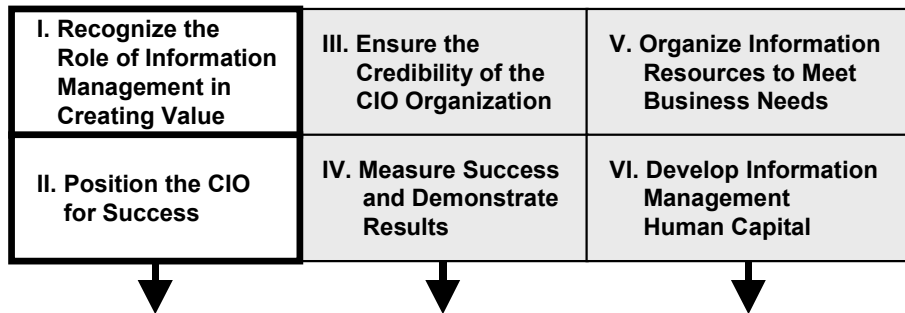 I. Recognize the
Role of Information
Management in
Creating Value
II. Position the CIO
for Success
III. Ensure the
Credibility of the
CIO Organization
IV. Measure Success
and Demonstrate
Results
V. Organize Information
Resources to Meet
Business Needs
VI. Develop Information
Management
Human Capital